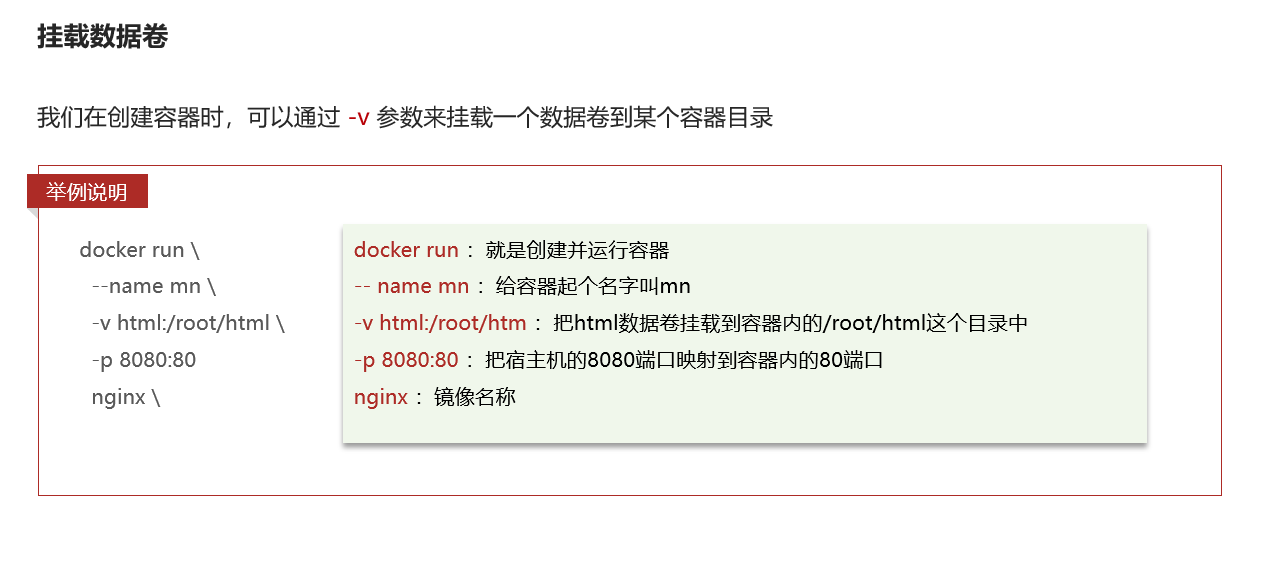 挂载数据卷
我们在创建容器时，可以通过 -v 参数来挂载一个数据卷到某个容器目录
举例说明
docker run \
--name mn \
-v html:/root/html \
-p 8080:80
nginx \
docker run ：就是创建并运行容器
-- name mn ：给容器起个名字叫mn
-v html:/root/htm ：把html数据卷挂载到容器内的/root/html这个目录中
-p 8080:80 ：把宿主机的8080端口映射到容器内的80端口
nginx ：镜像名称